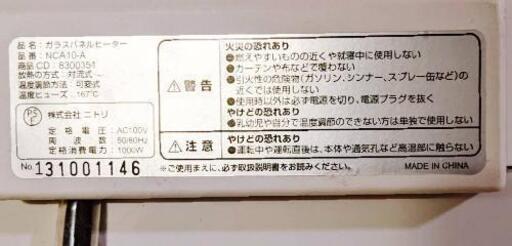 品名：ガラスパネルヒーター
品番：NCA10-A
商品CD：8300351
放熱の方式：対流式
温度調節方式：可変式
温度ヒューズ：167℃
PS
E
株式会社 ニトリ
定格電圧：AC100V
周波数：50/60Hz
定格消費電力：1000W
No 131001146
警告
火災の恐れあり
●燃えやすいものの近くや就寝中に使用しない
●カーテンや布などで覆わない
●引火性の危険物(ガソリン、シンナー、スプレー缶など)の
近くでは使用しない
●使用時以外は必ず電源を切り、電源プラグを抜く
やけどの恐れあり
●乳幼児や自分で温度調節のできない方は単独で使用しない
注意
やけどの恐れあり
●運転中や運転直後は、本体や通気孔など高温部に触らない
※ご使用まえに、必ず取扱説明書をお読みください
MADE IN CHINA